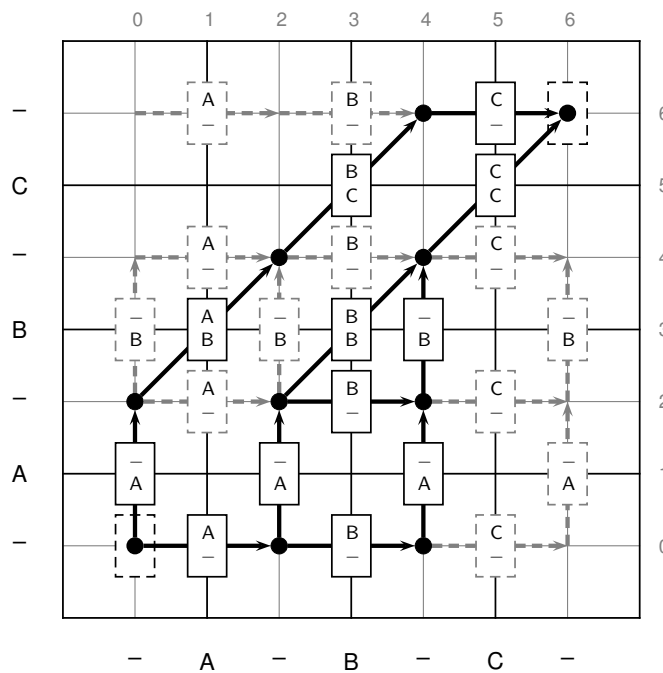 0 1 2 3 4 5 6
A B C
– – –
– 6
B C
C C
C 5
A B C
– – –
– 4
– A – B B – –
B B B B B B B
B 3
A B C
– – –
– 2
– – – –
A A A A
A 1
A B C
– – –
– 0
– A – B – C –